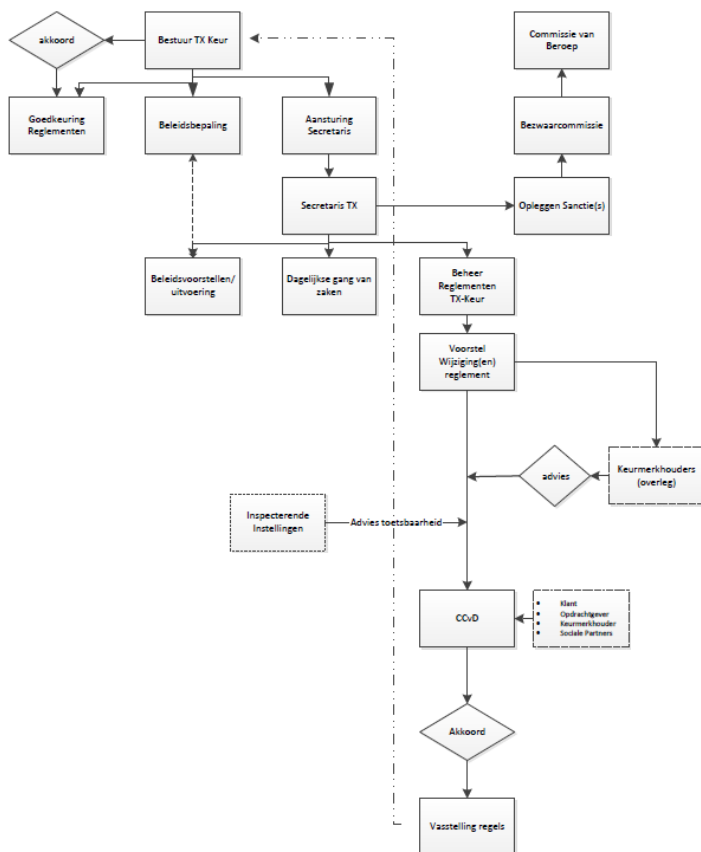 akkoord
Bestuur TX Keur
Commissie van
Beroep
Goedkeuring
Reglementen
Beleidsbepaling
Aansturing
Secretaris
Bezwaarcommissie
Secretaris TX
Opleggen Sanctie(s)
Beleidsvoorstellen/
uitvoering
Dagelijkse gang van
zaken
Beheer
Reglementen
TX-Keur
Voorstel
Wijziging(en)
reglement
advies
Keurmerkhouders
(overleg)
Inspecterende
Instellingen
Advies toetsbaarheid
CCvD
• Klant
• Opdrachtgever
• Keurmerkhouder
• Sociale Partners
Akkoord
Vasstelling regels